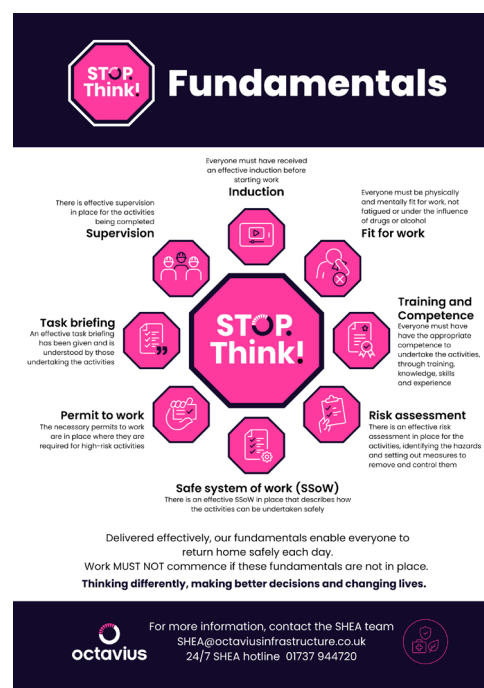 STOP.
Think!
Fundamentals
Everyone must have received
an effective induction before
starting work
Induction
Everyone must be physically
and mentally fit for work, not
fatigued or under the influence
of drugs or alcohol
Fit for work
There is effective supervision
in place for the activities
being completed
Supervision
STOP.
Think!
Training and
Competence
Everyone must have
have the appropriate
competence to
undertake the activities,
through training,
knowledge, skills
and experience
Task briefing
An effective task briefing
has been given and is
understood by those
undertaking the activities
Permit to work
The necessary permits to work
are in place where they are
required for high-risk activities
Risk assessment
There is an effective risk
assessment in place for the
activities, identifying the hazards
and setting out measures to
remove and control them
Safe system of work (SSoW)
There is an effective SSoW in place that describes how
the activities can be undertaken safely
Delivered effectively, our fundamentals enable everyone to
return home safely each day.
Work MUST NOT commence if these fundamentals are not in place.
Thinking differently, making better decisions and changing lives.
octavius
For more information, contact the SHEA team
SHEA@octaviusinfrastructure.co.uk
24/7 SHEA hotline 01737 944720